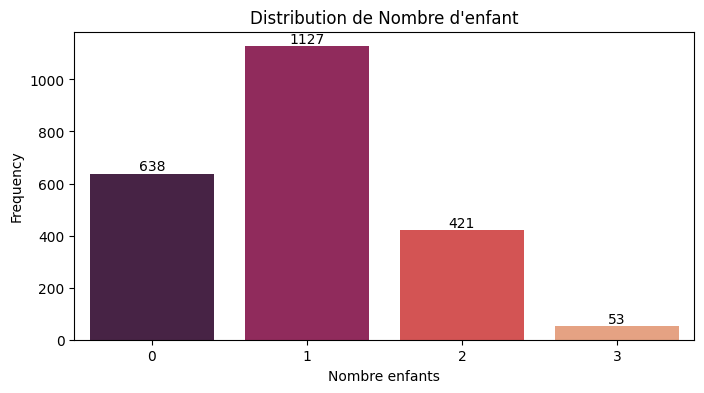 Distribution de Nombre d'enfant
1127
1000
800
638
600
421
400
200
53
0
0 1 2 3
Frequency
Nombre enfants